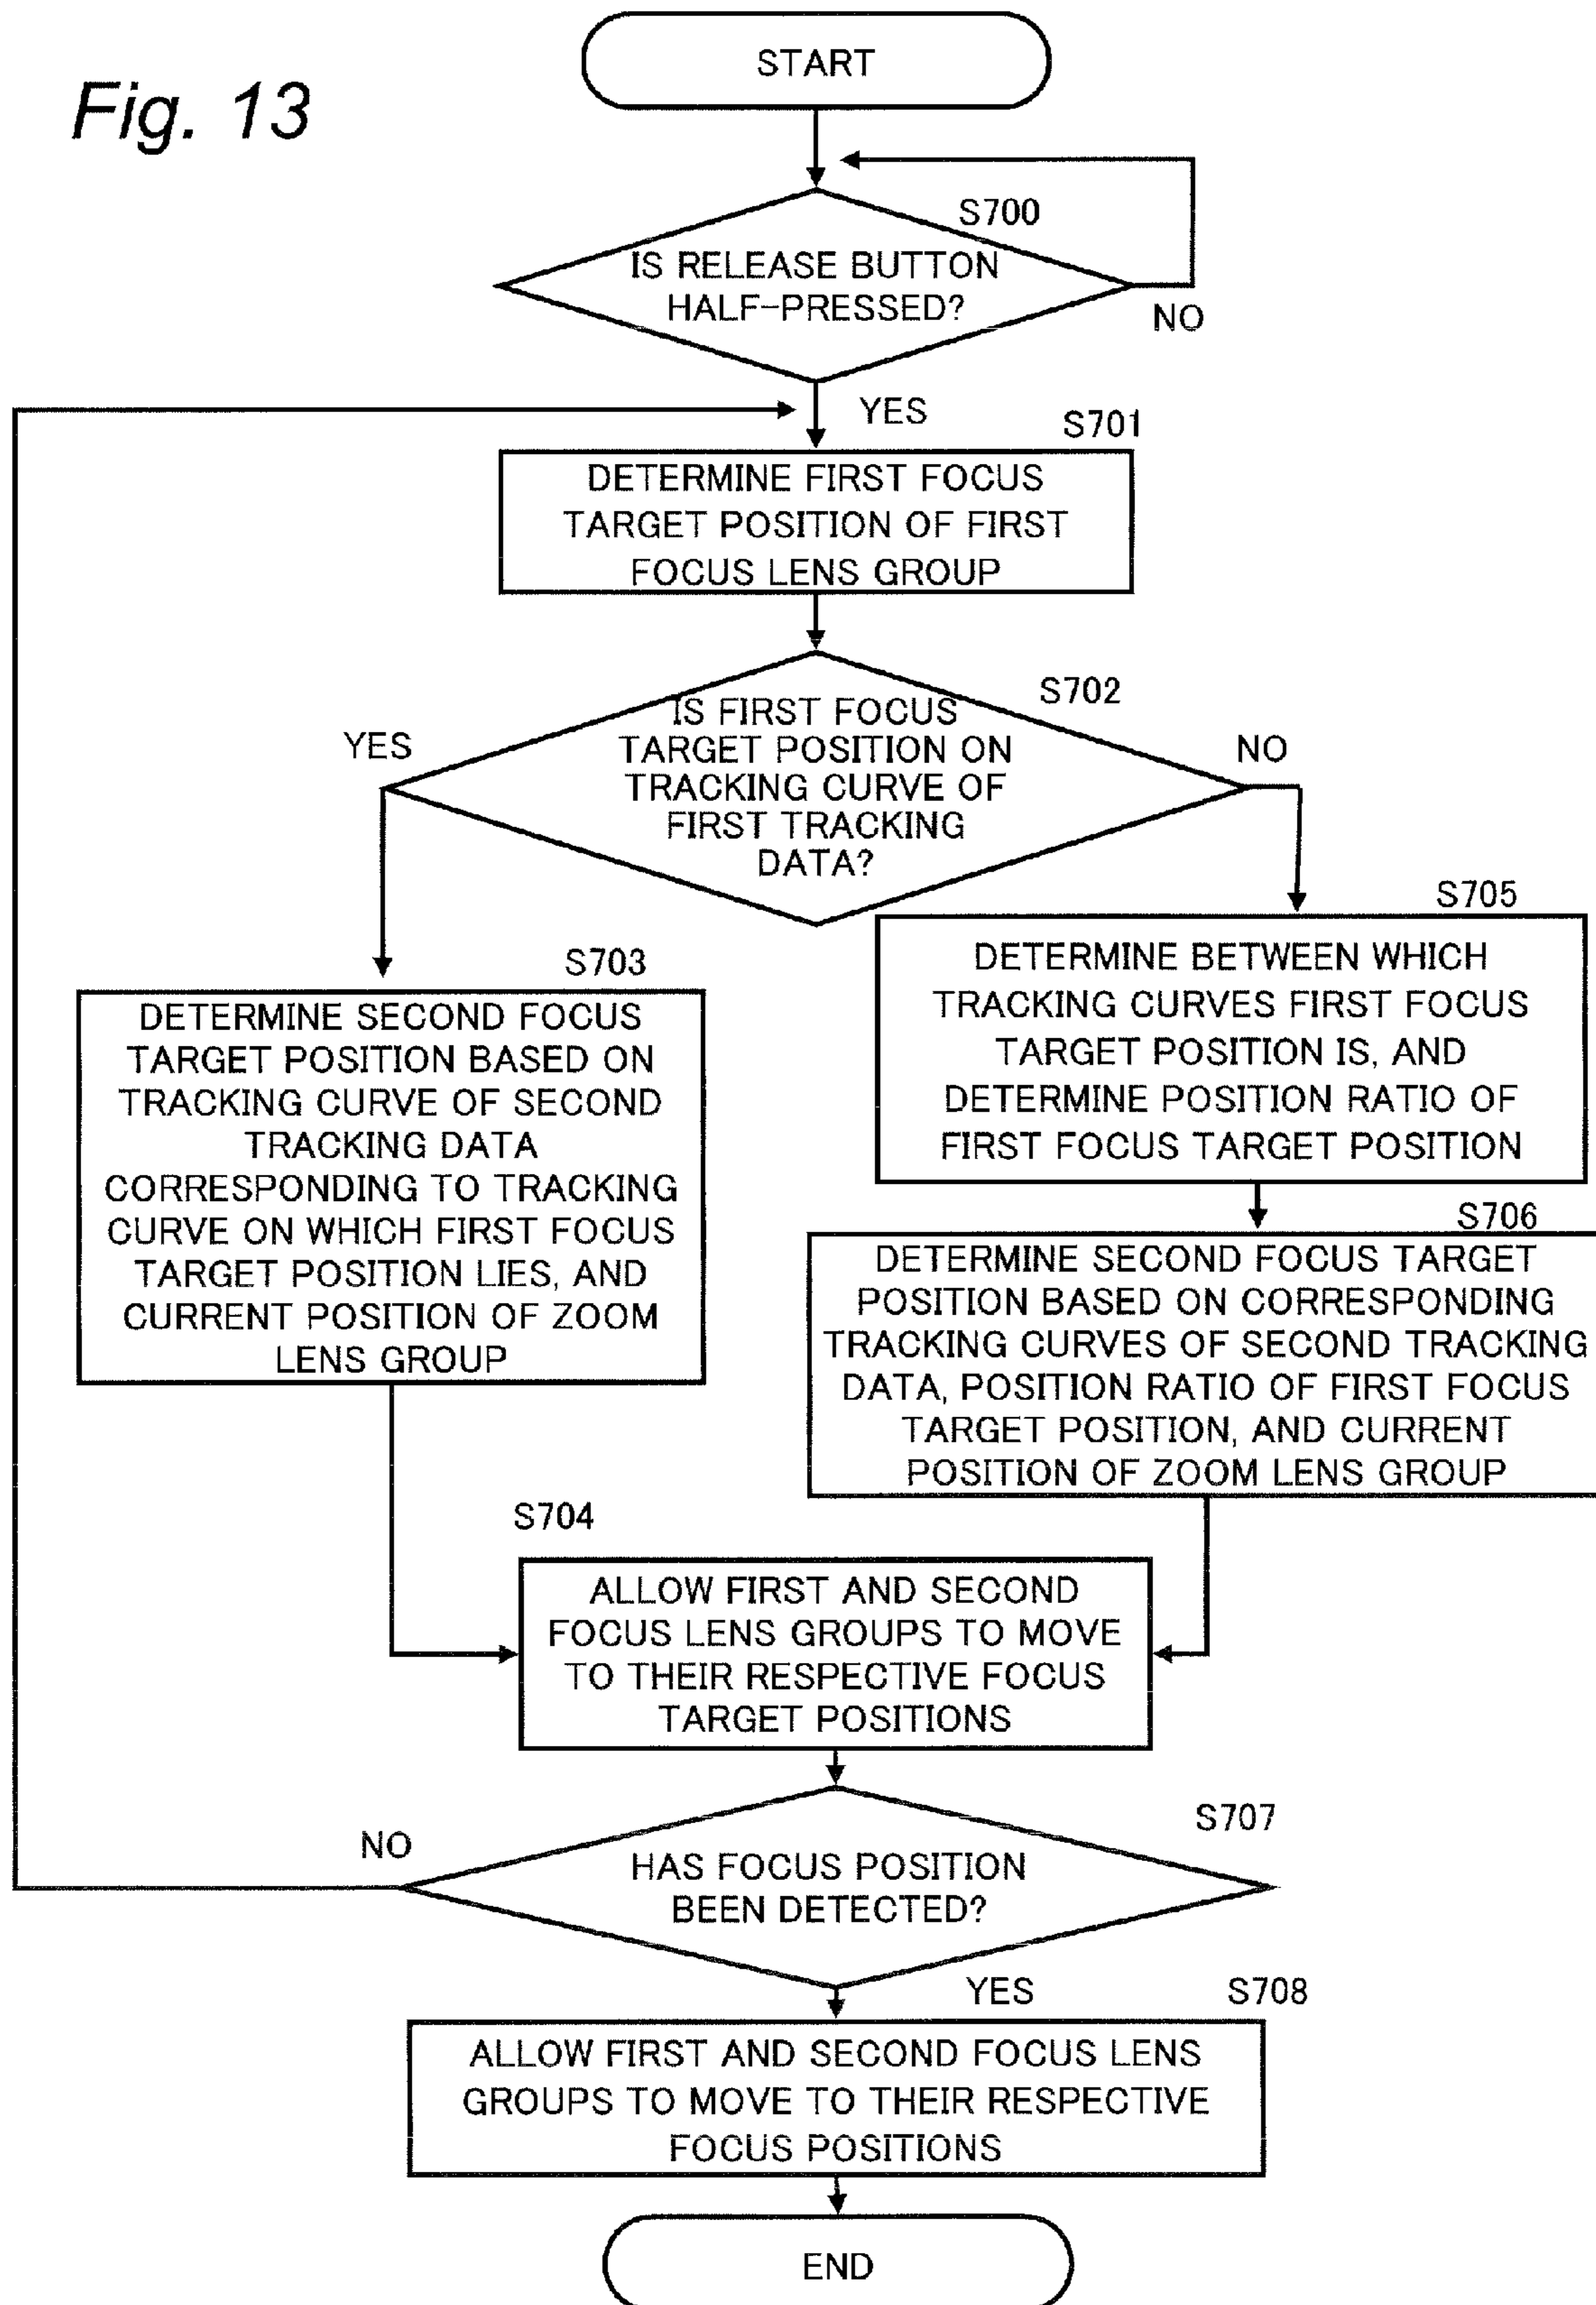 Fig. 13
START
S700
IS RELEASE BUTTON
HALF-PRESSED?
NO
YES
S701
DETERMINE FIRST FOCUS
TARGET POSITION OF FIRST
FOCUS LENS GROUP
S702
IS FIRST FOCUS
TARGET POSITION ON
TRACKING CURVE OF
FIRST TRACKING
DATA?
YES
NO
S703
DETERMINE SECOND FOCUS
TARGET POSITION BASED ON
TRACKING CURVE OF SECOND
TRACKING DATA
CORRESPONDING TO TRACKING
CURVE ON WHICH FIRST FOCUS
TARGET POSITION LIES, AND
CURRENT POSITION OF ZOOM
LENS GROUP
S705
DETERMINE BETWEEN WHICH
TRACKING CURVES FIRST FOCUS
TARGET POSITION IS, AND
DETERMINE POSITION RATIO OF
FIRST FOCUS TARGET POSITION
S706
DETERMINE SECOND FOCUS TARGET
POSITION BASED ON CORRESPONDING
TRACKING CURVES OF SECOND TRACKING
DATA, POSITION RATIO OF FIRST FOCUS
TARGET POSITION, AND CURRENT
POSITION OF ZOOM LENS GROUP
S704
ALLOW FIRST AND SECOND
FOCUS LENS GROUPS TO MOVE
TO THEIR RESPECTIVE FOCUS
TARGET POSITIONS
S707
NO
HAS FOCUS POSITION
BEEN DETECTED?
YES
S708
ALLOW FIRST AND SECOND FOCUS LENS
GROUPS TO MOVE TO THEIR RESPECTIVE
FOCUS POSITIONS
END